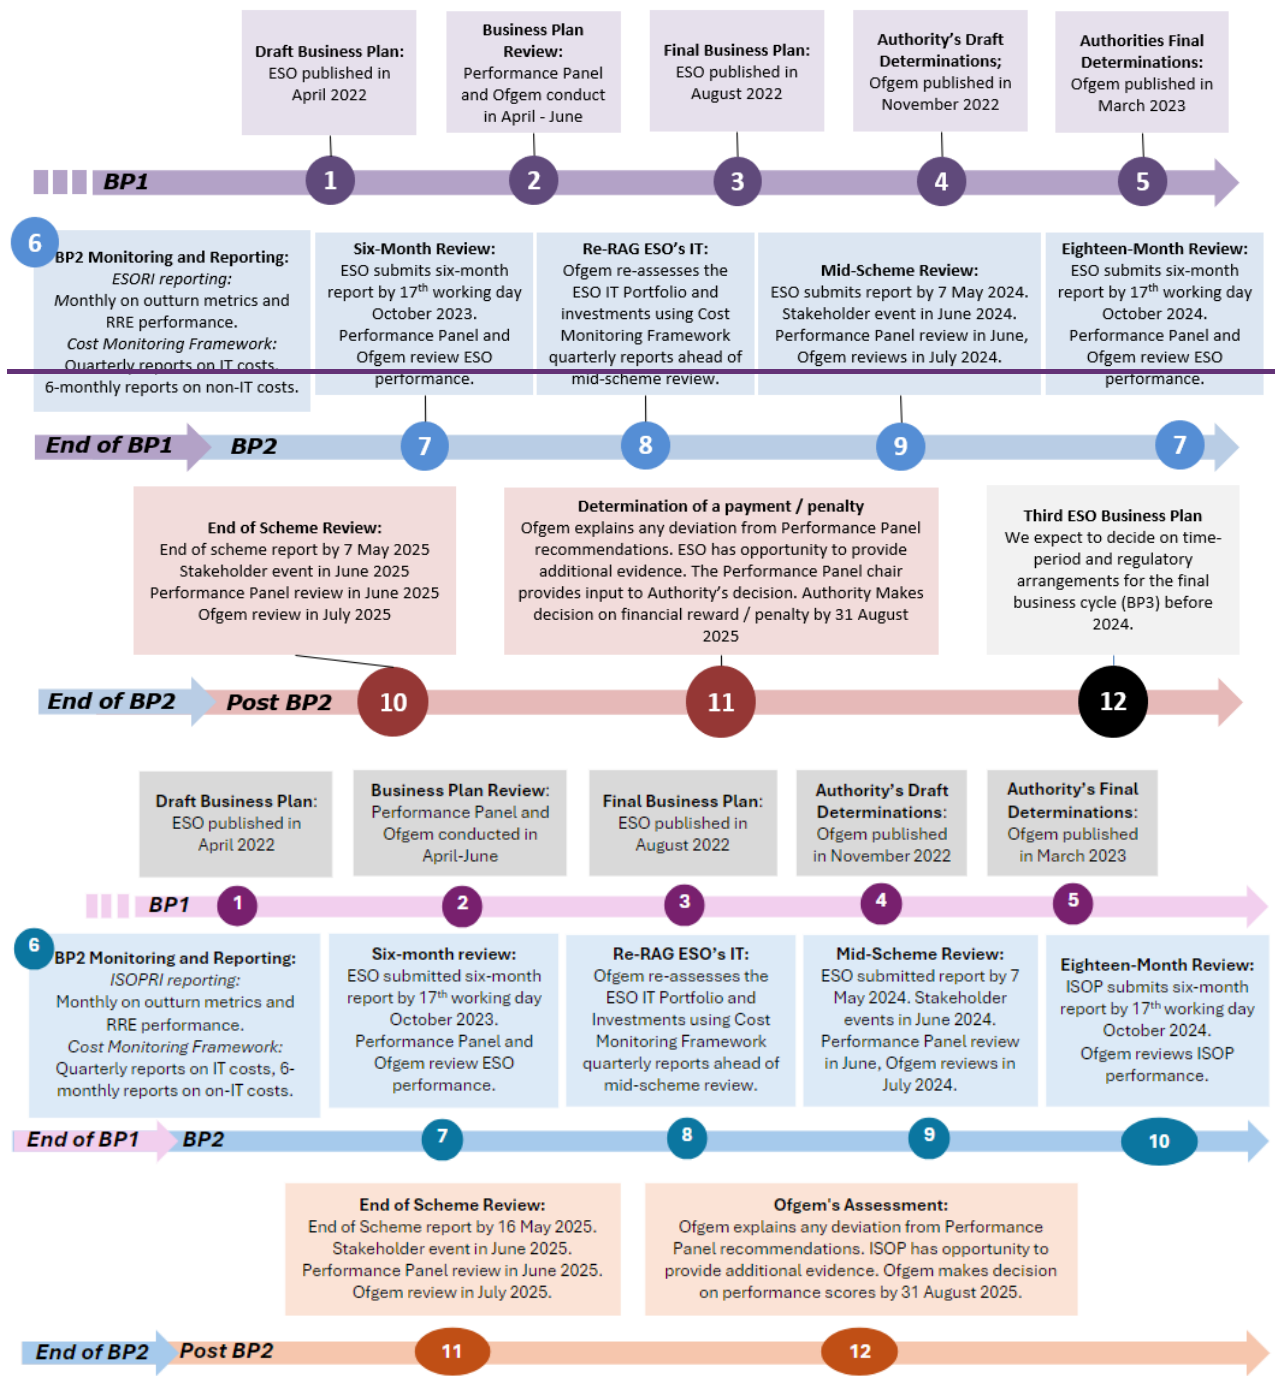 Draft Business Plan:
ESO published in
April 2022
Business Plan
Review:
Performance Panel
and Ofgem conduct
in April - June
Final Business Plan:
ESO published in
August 2022
Authority's Draft
Determinations;
Ofgem published in
November 2022
Authorities Final
Determinations:
Ofgem published in
March 2023
BP1
1
2
3
4
5
6
BP2 Monitoring and Reporting:
ESORI reporting:
Monthly on outturn metrics and
RRE performance.
Cost Monitoring Framework:
Quarterly reports on IT costs.
6-monthly reports on non-IT costs.
Six-Month Review:
ESO submits six-month
report by 17th working day
October 2023.
Performance Panel and
Ofgem review ESO
performance.
Re-RAG ESO's IT:
Ofgem re-assesses the
ESO IT Portfolio and
investments using Cost
Monitoring Framework
quarterly reports ahead of
mid-scheme review.
Mid-Scheme Review:
ESO submits report by 7 May 2024.
Stakeholder event in June 2024.
Performance Panel review in June,
Ofgem reviews in July 2024.
Eighteen-Month Review:
ESO submits six-month
report by 17th working day
October 2024.
Performance Panel and
Ofgem review ESO
performance.
End of BP1
BP2
7
8
9
7
End of Scheme Review:
End of scheme report by 7 May 2025
Stakeholder event in June 2025
Performance Panel review in June 2025
Ofgem review in July 2025
Determination of a payment / penalty
Ofgem explains any deviation from Performance Panel
recommendations. ESO has opportunity to provide
additional evidence. The Performance Panel chair
provides input to Authority's decision. Authority Makes
decision on financial reward / penalty by 31 August
2025
Third ESO Business Plan
We expect to decide on time-
period and regulatory
arrangements for the final
business cycle (BP3) before
2024.
End of BP2
Post BP2
10
11
12
Draft Business Plan:
ESO published in
April 2022
Business Plan Review:
Performance Panel and
Ofgem conducted in
April-June
Final Business Plan:
ESO published in
August 2022
Authority's Draft
Determinations:
Ofgem published
in November 2022
Authority's Final
Determinations:
Ofgem published
in March 2023
BP1
1
2
3
4
5
6
BP2 Monitoring and Reporting:
ISOPRI reporting:
Monthly on outturn metrics and
RRE performance.
Cost Monitoring Framework:
Quarterly reports on IT costs, 6-
monthly reports on on-IT costs.
Six-month review:
ESO submitted six-month
report by 17th working day
October 2023.
Performance Panel and
Ofgem review ESO
performance.
Re-RAG ESO's IT:
Ofgem re-assesses the
ESO IT Portfolio and
Investments using Cost
Monitoring Framework
quarterly reports ahead of
mid-scheme review.
Mid-Scheme Review:
ESO submitted report by 7
May 2024. Stakeholder
events in June 2024.
Performance Panel review
in June, Ofgem reviews in
July 2024.
Eighteen-Month Review:
ISOP submits six-month
report by 17th working day
October 2024.
Ofgem reviews ISOP
performance.
End of BP1
BP2
7
8
9
10
End of Scheme Review:
End of Scheme report by 16 May 2025.
Stakeholder event in June 2025.
Performance Panel review in June 2025.
Ofgem review in July 2025.
Ofgem's Assessment:
Ofgem explains any deviation from Performance
Panel recommendations. ISOP has opportunity to
provide additional evidence. Ofgem makes decision
on performance scores by 31 August 2025.
End of BP2
Post BP2
11
12